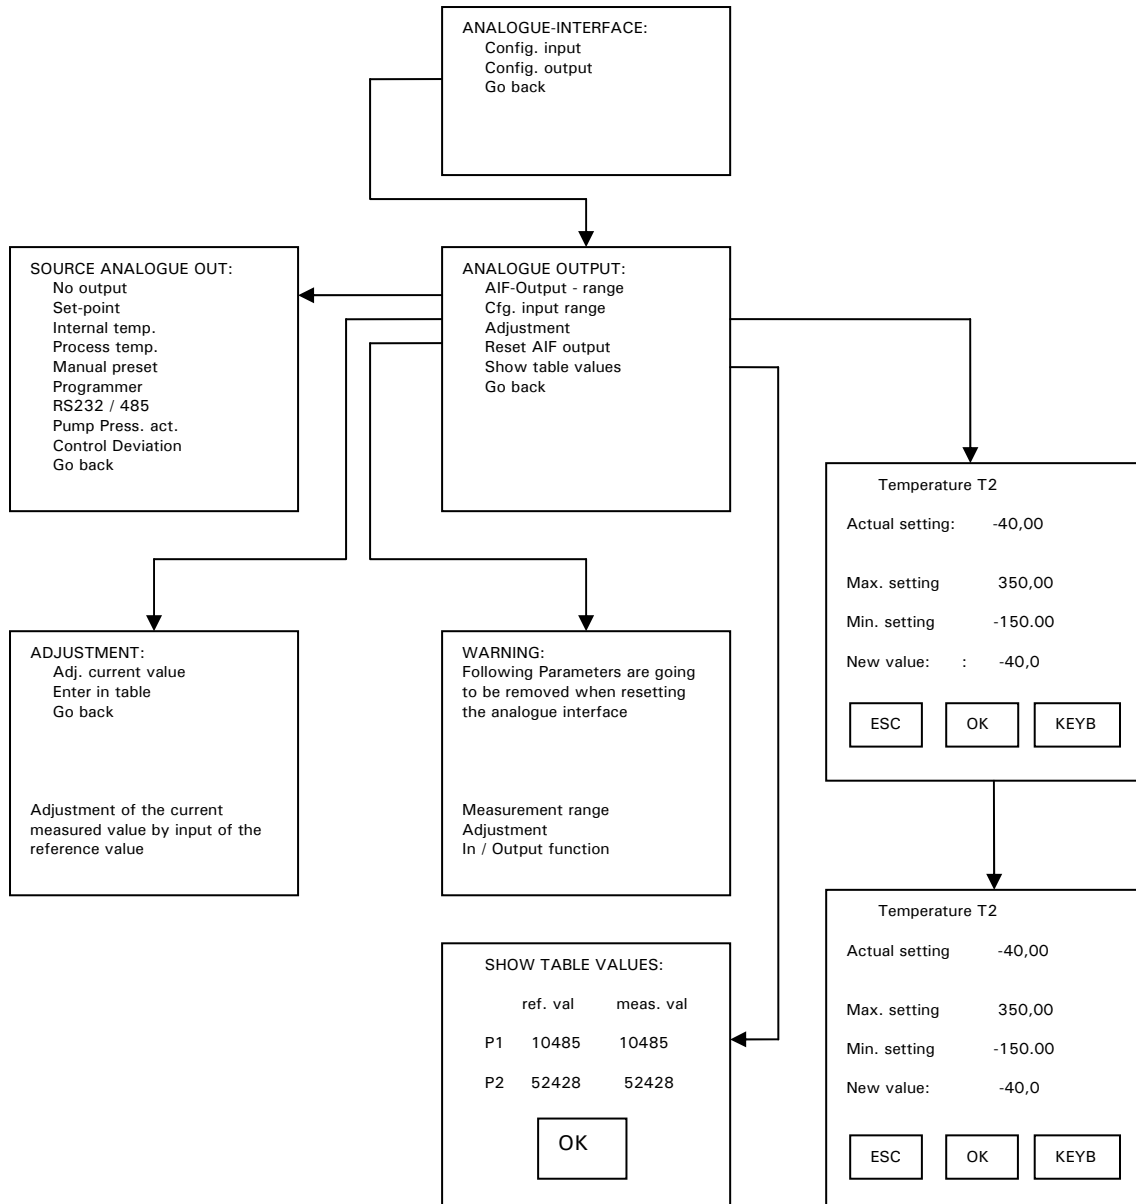 ANALOGUE-INTERFACE:
Config. input
Config. output
Go back
SOURCE ANALOGUE OUT:
No output
Set-point
Internal temp.
Process temp.
Manual preset
Programmer
RS232 / 485
Pump Press. act.
Control Deviation
Go back
ANALOGUE OUTPUT:
AIF-Output - range
Cfg. input range
Adjustment
Reset AIF output
Show table values
Go back
Temperature T2
Actual setting: -40,00
Max. setting 350,00
Min. setting -150.00
New value: : -40,0
ESC OK KEYB
ADJUSTMENT:
Adj. current value
Enter in table
Go back
Adjustment of the current
measured value by input of the
reference value
WARNING:
Following Parameters are going
to be removed when resetting
the analogue interface
Measurement range
Adjustment
In / Output function
SHOW TABLE VALUES:
ref. val meas. val
P1 10485 10485
P2 52428 52428
OK
Temperature T2
Actual setting -40,00
Max. setting 350,00
Min. setting -150.00
New value: -40,0
ESC OK KEYB